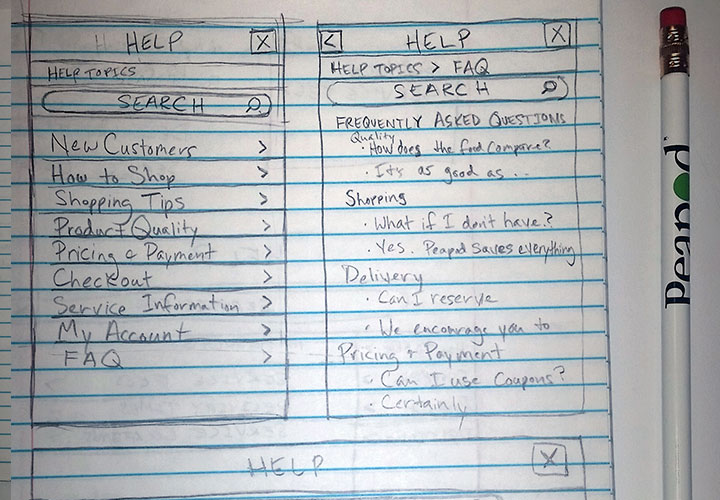 HELP X
HELP TOPICS
SEARCH
New Customers >
How to Shop >
Shopping Tips >
Product Quality >
Pricing & Payment >
Checkout >
Service Information >
My Account >
FAQ >
< HELP X
HELP TOPICS > FAQ
SEARCH
FREQUENTLY ASKED QUESTIONS
Quality
· How does the food compare?
· It's as good as ...
Shopping
· What if I don't have.?
· Yes. Peapod saves everything
Delivery
· Can I reserve
· We encourage you to
Pricing & Payment
· Can I use Coupons?
· Certainly
HELP X
Peapod